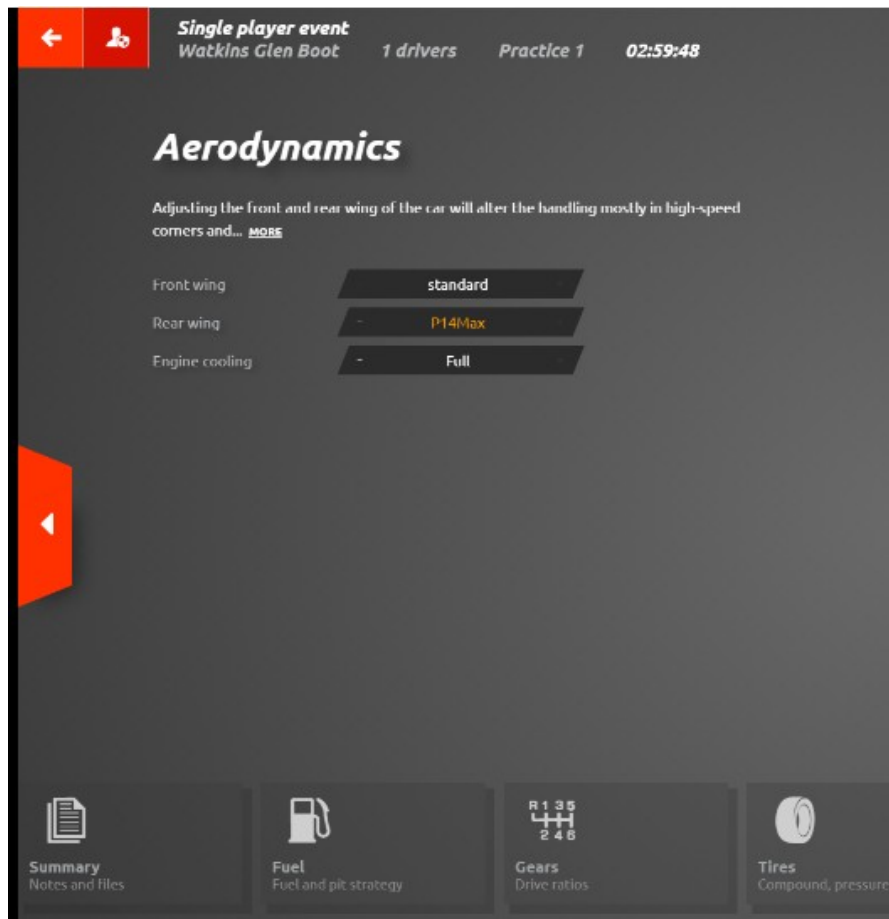 Single player event
Watkins Glen Boot 1 drivers Practice 1 02:59:48
Aerodynamics
Adjusting the front and rear wing of the car will alter the handling mostly in high-speed
corners and... MORE
Front wing standard
Rear wing - P14Max
Engine cooling - Full
R 1 3 5
2 4 6
Summary
Notes and files
Fuel
Fuel and pit strategy
Gears
Drive ratios
Tires
Compound, pressure